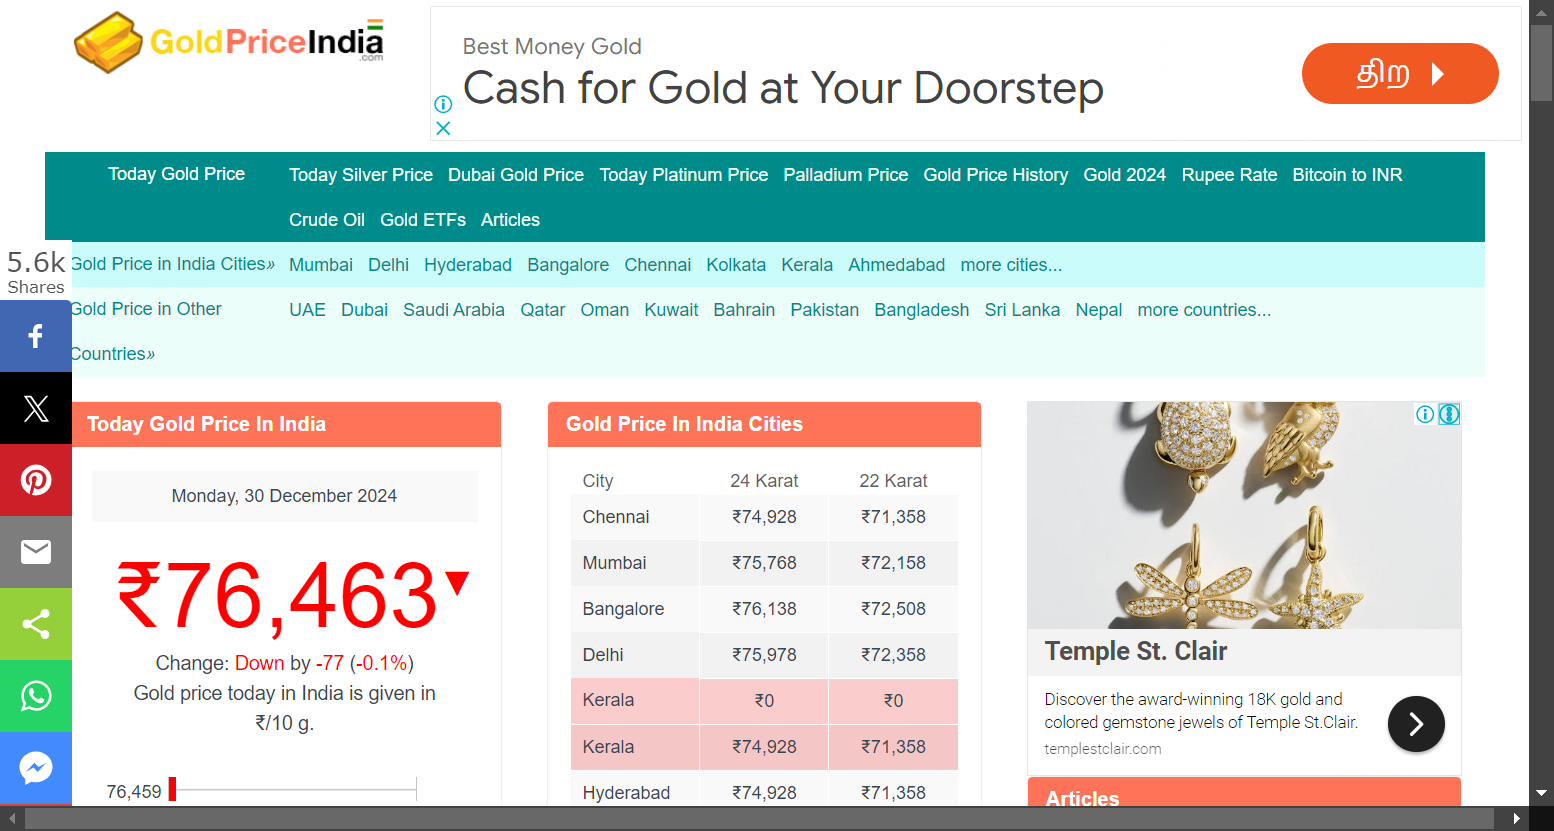 GoldPriceIndia
.com
Best Money Gold
Cash for Gold at Your Doorstep
திற
Today Gold Price
Today Silver Price Dubai Gold Price Today Platinum Price Palladium Price Gold Price History Gold 2024 Rupee Rate Bitcoin to INR
Crude Oil Gold ETFs Articles
5.6k
Shares
Gold Price in India Cities» Mumbai Delhi Hyderabad Bangalore Chennai Kolkata Kerala Ahmedabad more cities...
Gold Price in Other
Countries»
UAE Dubai Saudi Arabia Qatar Oman Kuwait Bahrain Pakistan Bangladesh Sri Lanka Nepal more countries...
Today Gold Price In India
Monday, 30 December 2024
₹76,463▼
Change: Down by -77 (-0.1%)
Gold price today in India is given in
₹/10 g.
76,459
Gold Price In India Cities
City 24 Karat 22 Karat
Chennai ₹74,928 ₹71,358
Mumbai ₹75,768 ₹72,158
Bangalore ₹76,138 ₹72,508
Delhi ₹75,978 ₹72,358
Kerala ₹0 ₹0
Kerala ₹74,928 ₹71,358
Hyderabad ₹74,928 ₹71,358
Temple St. Clair
Discover the award-winning 18K gold and
colored gemstone jewels of Temple St.Clair.
templestclair.com
Articles